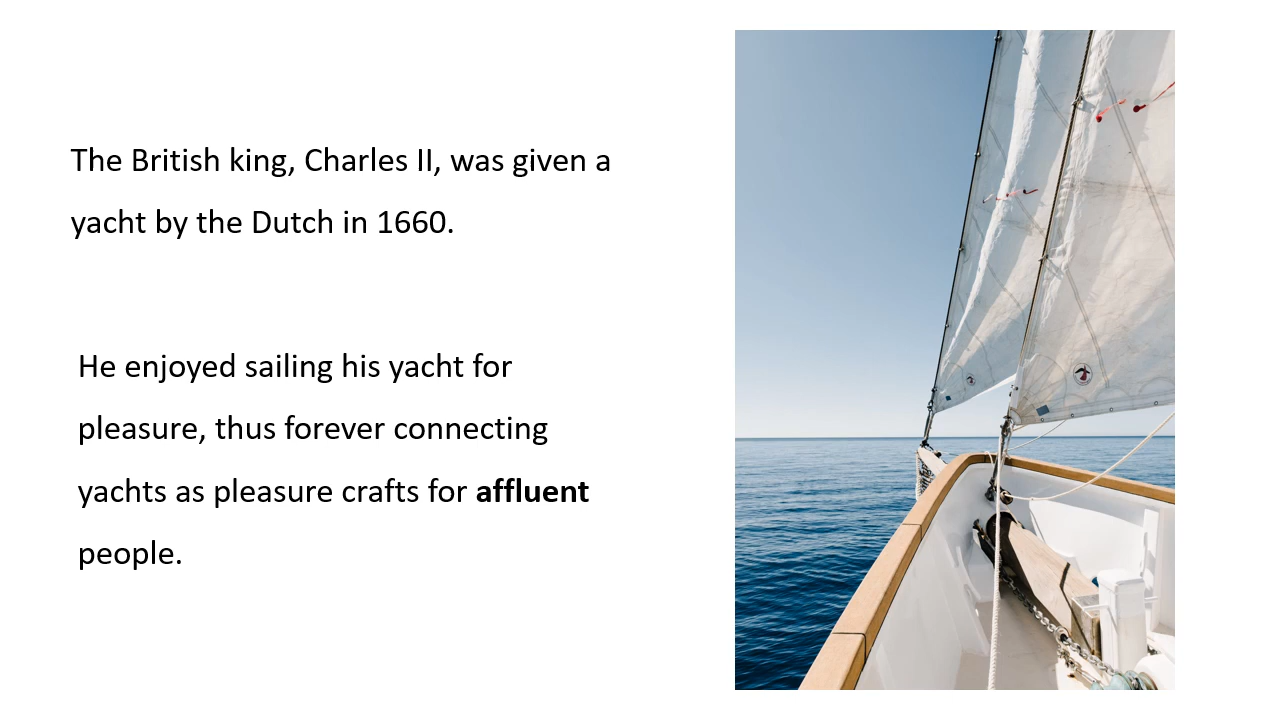 The British king, Charles II, was given a
yacht by the Dutch in 1660.
He enjoyed sailing his yacht for
pleasure, thus forever connecting
yachts as pleasure crafts for affluent
people.